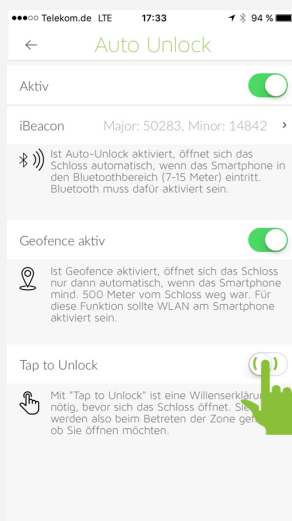 Telekom.de LTE 17:33 94 %
Auto Unlock
Aktiv
iBeacon Major: 50283, Minor: 14842
Ist Auto-Unlock aktiviert, öffnet sich das
Schloss automatisch, wenn das Smartphone in
den Bluetoothbereich (7-15 Meter) eintritt.
Bluetooth muss dafür aktiviert sein.
Geofence aktiv
Ist Geofence aktiviert, öffnet sich das Schloss
nur dann automatisch, wenn das Smartphone
mind. 500 Meter vom Schloss weg war. Für
diese Funktion sollte WLAN am Smartphone
aktiviert sein.
Tap to Unlock
Mit "Tap to Unlock" ist eine
nötig, bevor sich das Schloss öffnet.
werden also beim Betreten der Zone
ob Sie öffnen möchten.